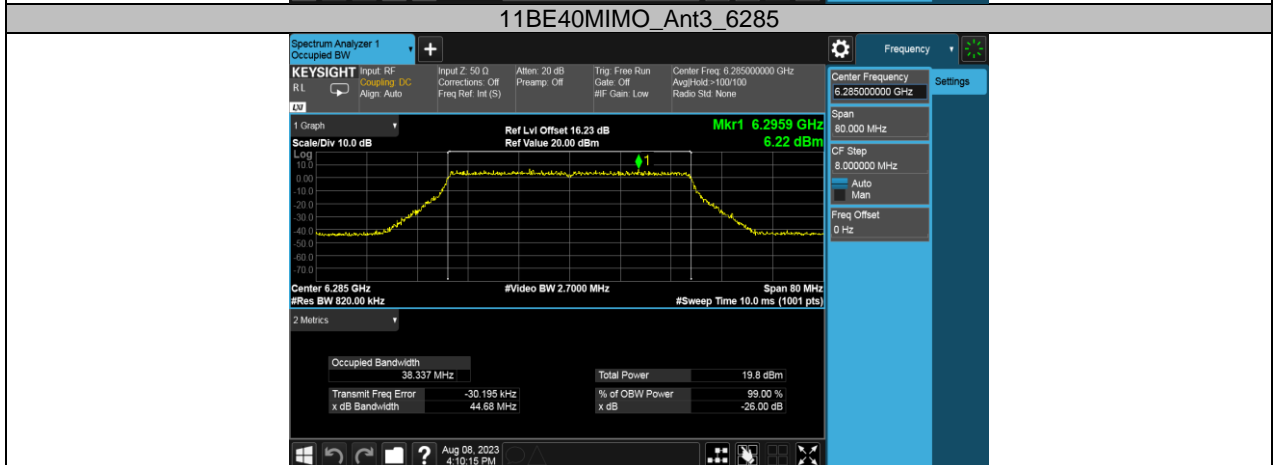 11BE40MIMO_Ant3_6285
Spectrum Analyzer 1
Occupied BW
+
Frequency
KEYSIGHT
R L
LXI
Input: RF
Coupling: DC
Align: Auto
Input Z: 50 Ω
Corrections: Off
Freq Ref: Int (S)
Atten: 20 dB
Preamp: Off
Trig: Free Run
Gate: Off
#IF Gain: Low
Center Freq: 6.285000000 GHz
Avg|Hold:>100/100
Radio Std: None
Center Frequency
6.285000000 GHz
Settings
Span
80.000 MHz
CF Step
8.000000 MHz
Auto
Man
Freq Offset
0 Hz
1 Graph
Scale/Div 10.0 dB
Ref Lvl Offset 16.23 dB
Ref Value 20.00 dBm
Mkr1 6.2959 GHz
6.22 dBm
Log
10.0
0.00
-10.0
-20.0
-30.0
-40.0
-50.0
-60.0
-70.0
1
Center 6.285 GHz
#Res BW 820.00 kHz
#Video BW 2.7000 MHz
Span 80 MHz
#Sweep Time 10.0 ms (1001 pts)
2 Metrics
Occupied Bandwidth
38.337 MHz
Total Power 19.8 dBm
Transmit Freq Error -30.195 kHz
% of OBW Power 99.00 %
x dB Bandwidth 44.68 MHz
x dB -26.00 dB
?
Aug 08, 2023
4:10:15 PM